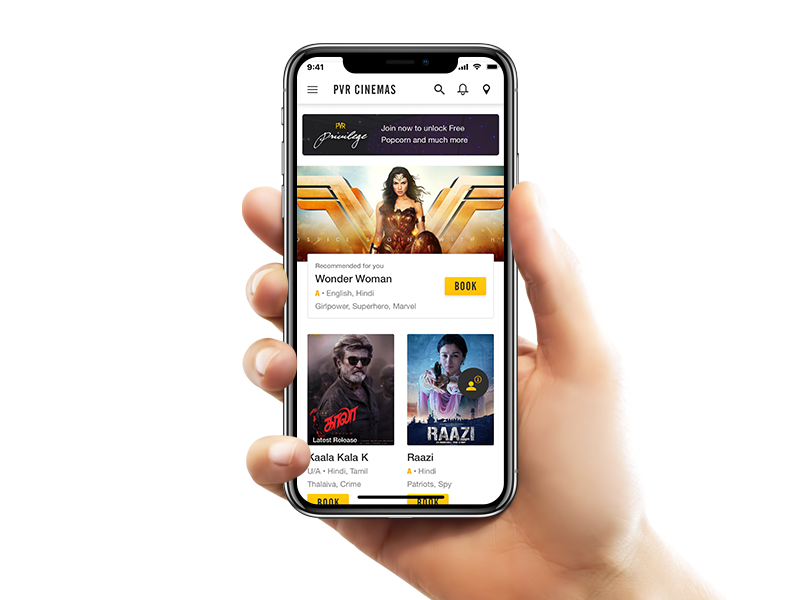 9:41
PVR CINEMAS
PVR
privilege
Join now to unlock Free
Popcorn and much more
Recommended for you
Wonder Woman
A • English, Hindi
Girlpower, Superhero, Marvel
BOOK
காலா
Latest Release
RAAZI
Kaala Kala K
U/A • Hindi, Tamil
Thalaiva, Crime
BOOK
Raazi
A • Hindi
Patriots, Spy
BOOK